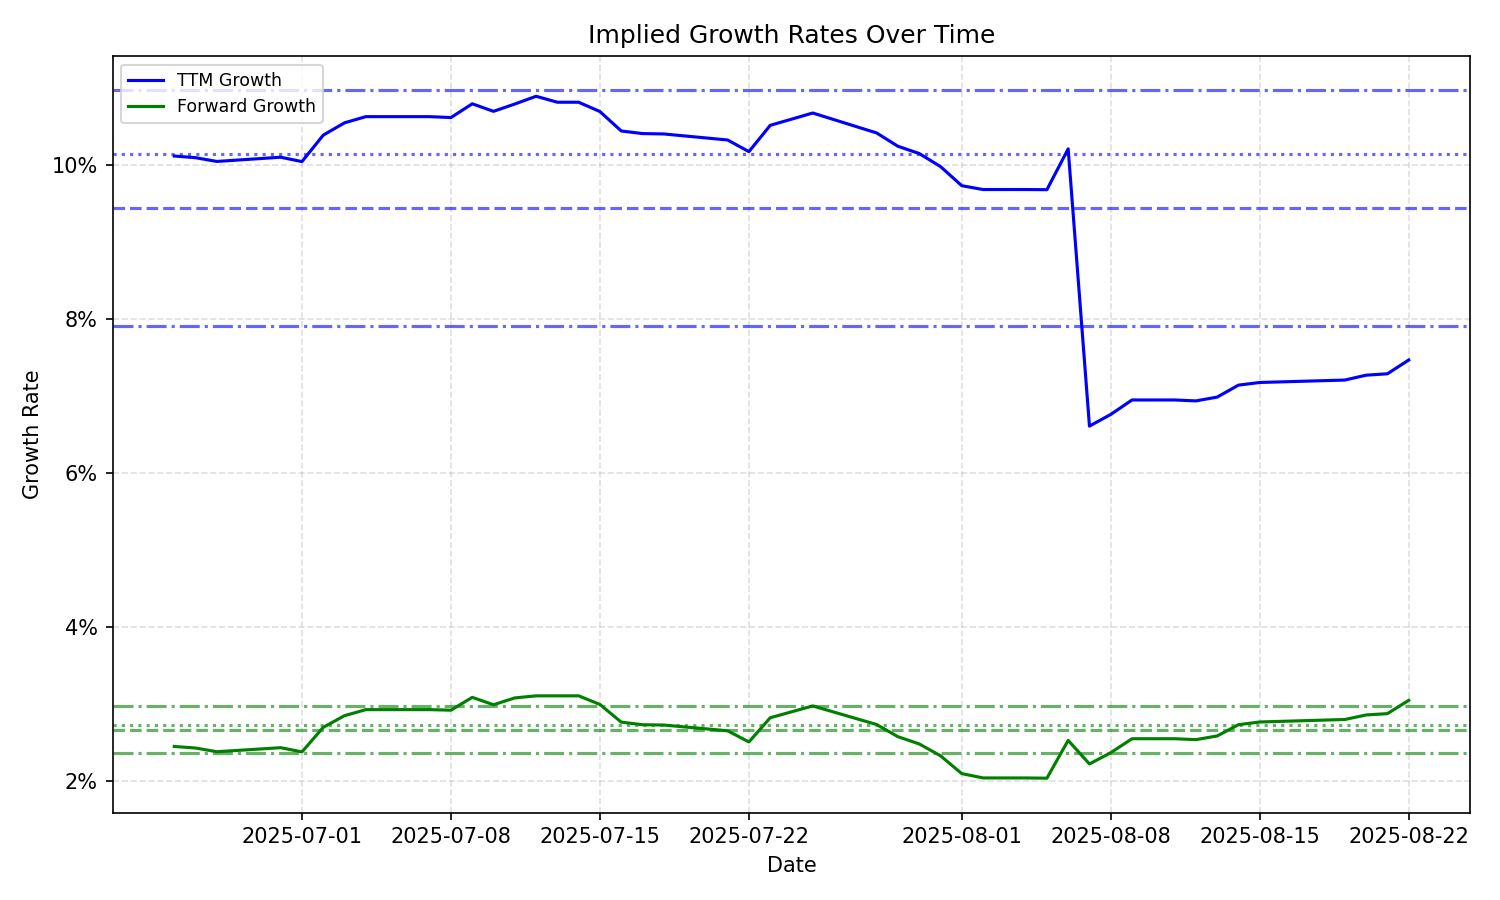 Implied Growth Rates Over Time
TTM Growth
Forward Growth
10%
8%
6%
4%
2%
Growth Rate
2025-07-01
2025-07-08
2025-07-15
2025-07-22
2025-08-01
2025-08-08
2025-08-15
2025-08-22
Date